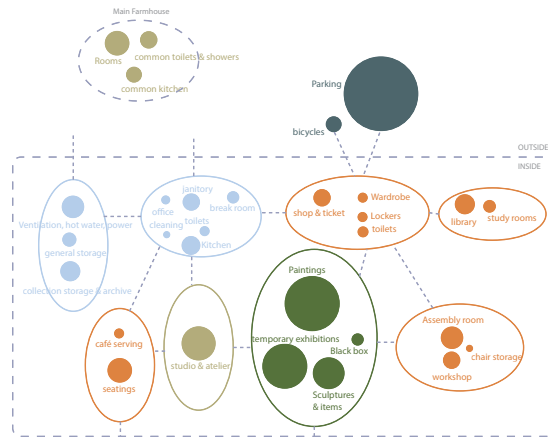 Main Farmhouse
Rooms
common toilets & showers
common kitchen
Parking
bicycles
OUTSIDE
INSIDE
Ventilation, hot water, power
general storage
collection storage & archive
janitory
office
break room
toilets
cleaning
Kitchen
shop & ticket
Wardrobe
Lockers
toilets
library
study rooms
café serving
seatings
studio & atelier
Paintings
temporary exhibitions
Black box
Sculptures
& items
Assembly room
chair storage
workshop